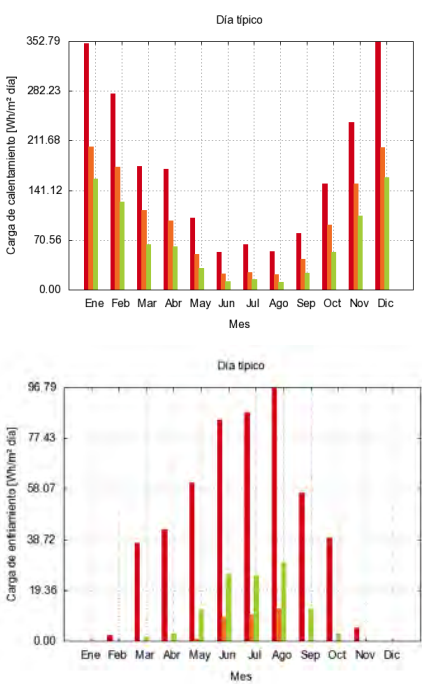 Día típico
Carga de calentamiento [Wh/m² día]
352.79
282.23
211.68
141.12
70.56
0.00
Ene Feb Mar Abr May Jun Jul Ago Sep Oct Nov Dic
Mes
Día típico
Carga de enfriamiento [Wh/m² día]
96.79
77.43
58.07
38.72
19.36
0.00
Ene Feb Mar Abr May Jun Jul Ago Sep Oct Nov Dic
Mes